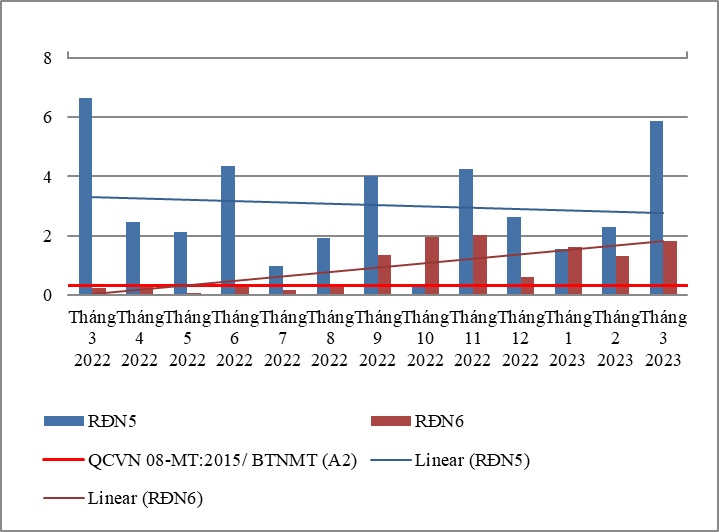 8
6
4
2
0
Tháng Tháng Tháng Tháng Tháng Tháng Tháng Tháng Tháng Tháng Tháng Tháng Tháng
3 4 5 6 7 8 9 10 11 12 1 2 3
2022 2022 2022 2022 2022 2022 2022 2022 2022 2022 2023 2023 2023
RĐN5 RĐN6
QCVN 08-MT:2015/ BTNMT (A2) Linear (RĐN5)
Linear (RĐN6)